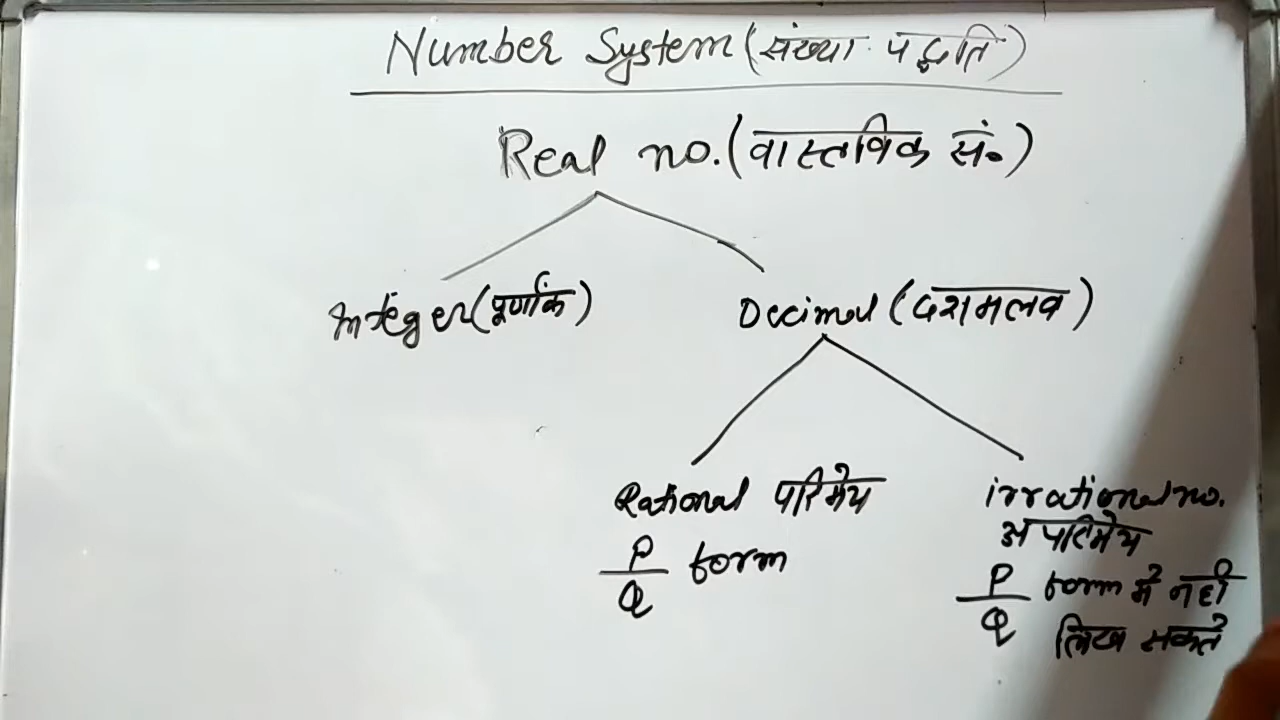 Number System (संख्या पद्धति)
Real no. (वास्तविक सं॰)
Integer (पूर्णांक)
Decimal (दशमलव)
Rational परिमेय
P/Q form
irrational no.
अपरिमेय
P/Q form में नही
लिख सकते